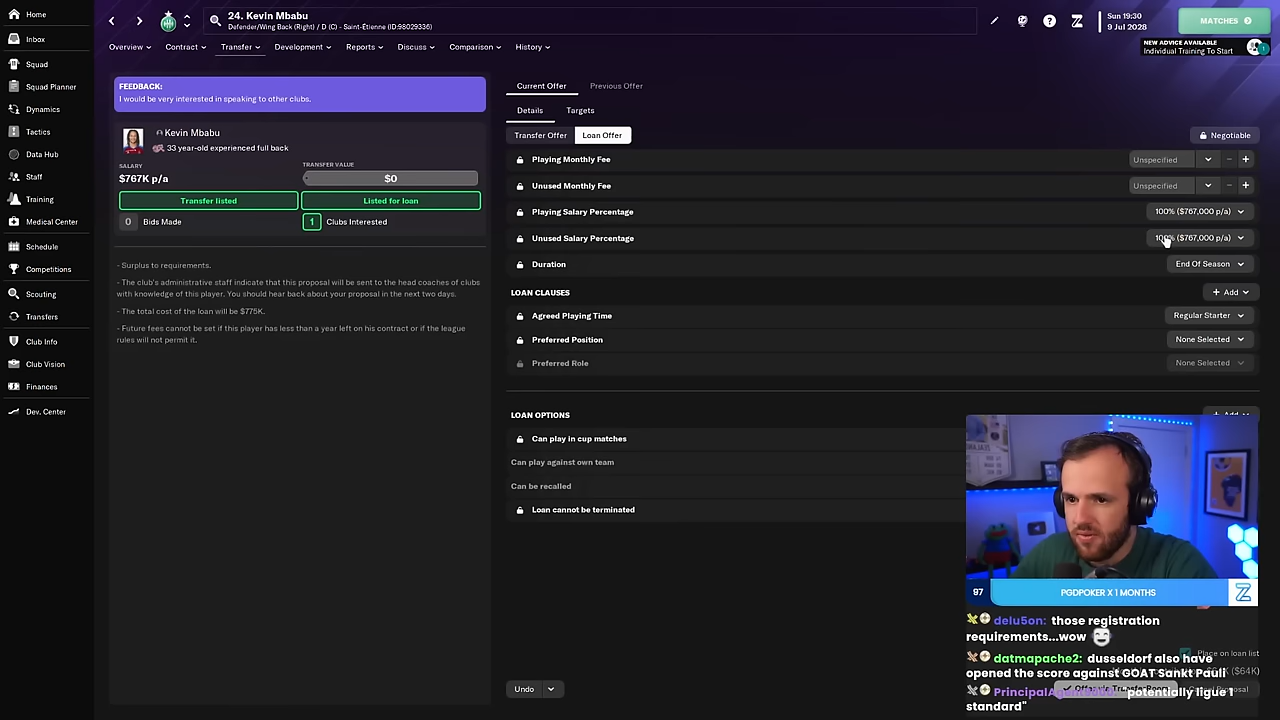 Home
Inbox
Squad
Squad Planner
Dynamics
Tactics
Data Hub
Staff
Training
Medical Center
Schedule
Competitions
Scouting
Transfers
Club Info
Club Vision
Finances
Dev. Center
24. Kevin Mbabu
Defender/Wing Back (Right) / D (C) - Saint-Étienne (ID:98029336)
Sun 19:30
9 Jul 2028
MATCHES
NEW ADVICE AVAILABLE
Individual Training To Start
1
Overview
Contract
Transfer
Development
Reports
Discuss
Comparison
History
FEEDBACK:
I would be very interested in speaking to other clubs.
Kevin Mbabu
33 year-old experienced full back
SALARY
$767K p/a
TRANSFER VALUE
$0
Transfer listed
Listed for loan
0 Bids Made
1 Clubs Interested
- Surplus to requirements.
- The club's administrative staff indicate that this proposal will be sent to the head coaches of clubs
with knowledge of this player. You should hear back about your proposal in the next two days.
- The total cost of the loan will be $775K.
- Future fees cannot be set if this player has less than a year left on his contract or if the league
rules will not permit it.
Current Offer
Previous Offer
Details
Targets
Transfer Offer
Loan Offer
Negotiable
Playing Monthly Fee
Unspecified
Unused Monthly Fee
Unspecified
Playing Salary Percentage
100% ($767,000 p/a)
Unused Salary Percentage
100% ($767,000 p/a)
Duration
End Of Season
LOAN CLAUSES
+ Add
Agreed Playing Time
Regular Starter
Preferred Position
None Selected
Preferred Role
None Selected
LOAN OPTIONS
+ Add
Can play in cup matches
Can play against own team
Can be recalled
Loan cannot be terminated
Undo
97
PGDPOKER X 1 MONTHS
Z
delu5on: those registration
requirements...wow
datmapache2: dusseldorf also have
opened the score against GOAT Sankt Pauli
"potentially ligue 1
standard"
Place on loan list
($64K)